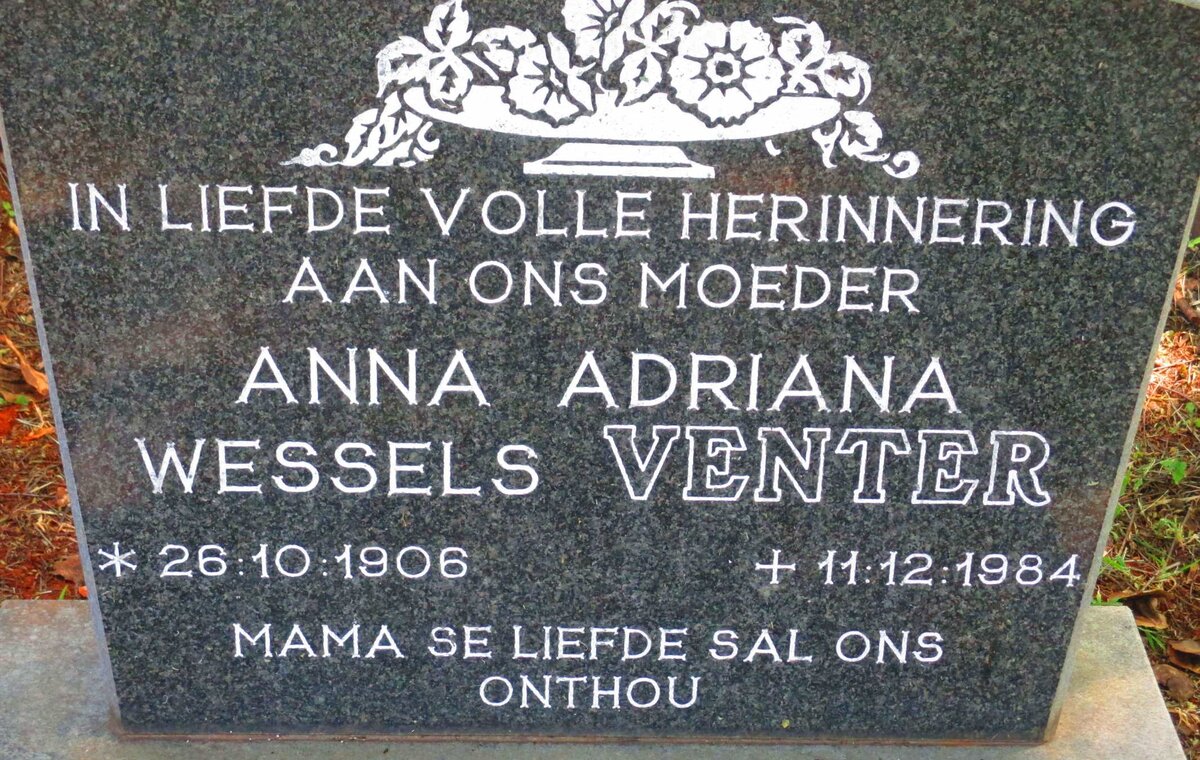 IN LIEFDE VOLLE HERINNERING
AAN ONS MOEDER
ANNA ADRIANA
WESSELS VENTER
* 26:10:1906 + 11:12:1984
MAMA SE LIEFDE SAL ONS
ONTHOU